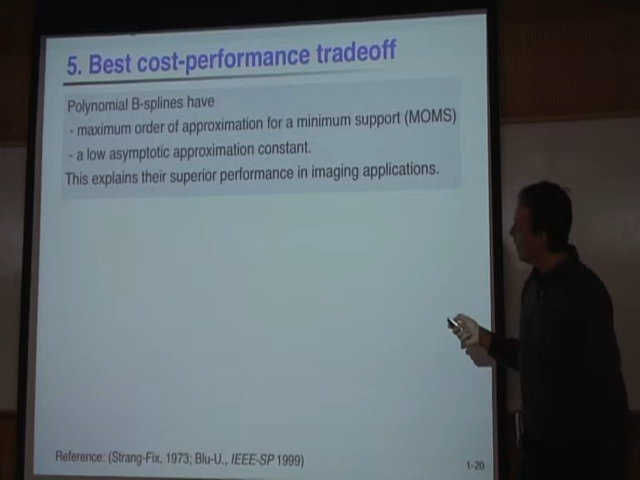 5. Best cost-performance tradeoff
Polynomial B-splines have
- maximum order of approximation for a minimum support (MOMS)
- a low asymptotic approximation constant.
This explains their superior performance in imaging applications.
Reference: (Strang-Fix, 1973; Blu-U., IEEE-SP 1999)
1-20